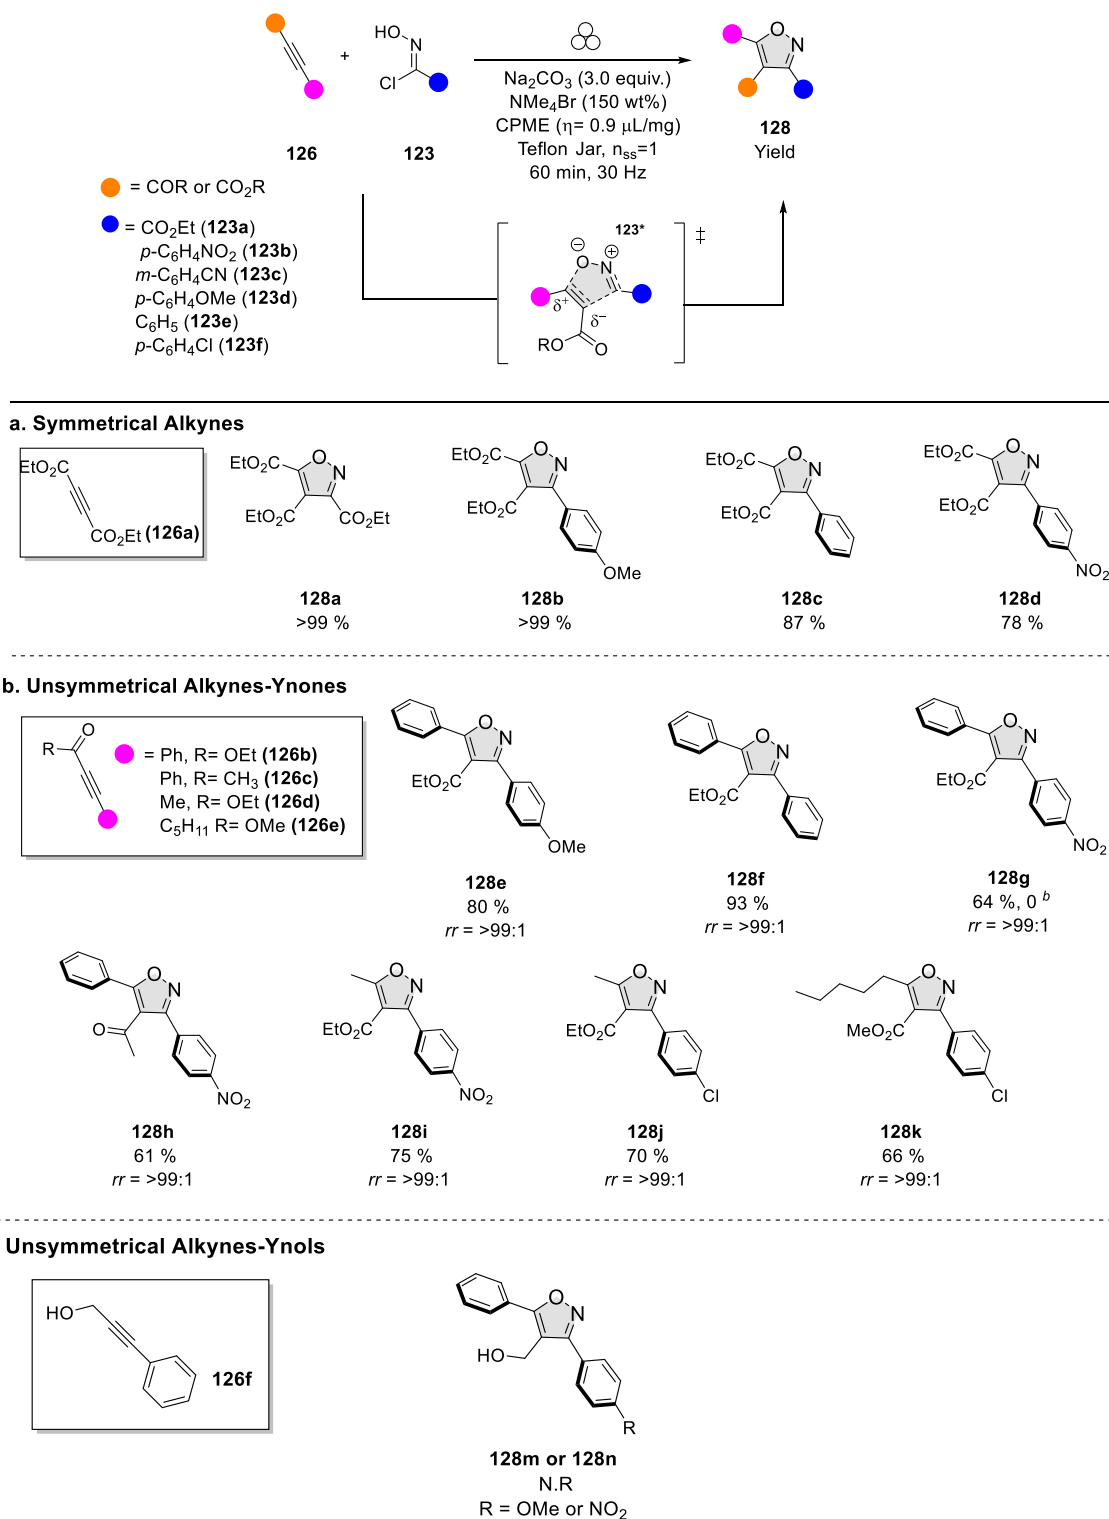 HO
N
Cl
+
126
123
Na2CO3 (3.0 equiv.)
NMe4Br (150 wt%)
CPME (η= 0.9 μL/mg)
Teflon Jar, nss=1
60 min, 30 Hz
O
N
128
Yield
= COR or CO2R
= CO2Et (123a)
p-C6H4NO2 (123b)
m-C6H4CN (123c)
p-C6H4OMe (123d)
C6H5 (123e)
p-C6H4Cl (123f)
123*
⊖
⊕
O
N
δ+
δ−
RO
O
‡
a. Symmetrical Alkynes
EtO2C
CO2Et (126a)
EtO2C
O
N
EtO2C
CO2Et
128a
>99 %
EtO2C
O
N
EtO2C
OMe
128b
>99 %
EtO2C
O
N
EtO2C
128c
87 %
EtO2C
O
N
EtO2C
NO2
128d
78 %
b. Unsymmetrical Alkynes-Ynones
R
O
= Ph, R= OEt (126b)
Ph, R= CH3 (126c)
Me, R= OEt (126d)
C5H11 R= OMe (126e)
O
N
EtO2C
OMe
128e
80 %
rr = >99:1
O
N
EtO2C
128f
93 %
rr = >99:1
O
N
EtO2C
NO2
128g
64 %, 0 b
rr = >99:1
O
N
O
NO2
128h
61 %
rr = >99:1
O
N
EtO2C
NO2
128i
75 %
rr = >99:1
O
N
EtO2C
Cl
128j
70 %
rr = >99:1
O
N
MeO2C
Cl
128k
66 %
rr = >99:1
Unsymmetrical Alkynes-Ynols
HO
126f
O
N
HO
R
128m or 128n
N.R
R = OMe or NO2